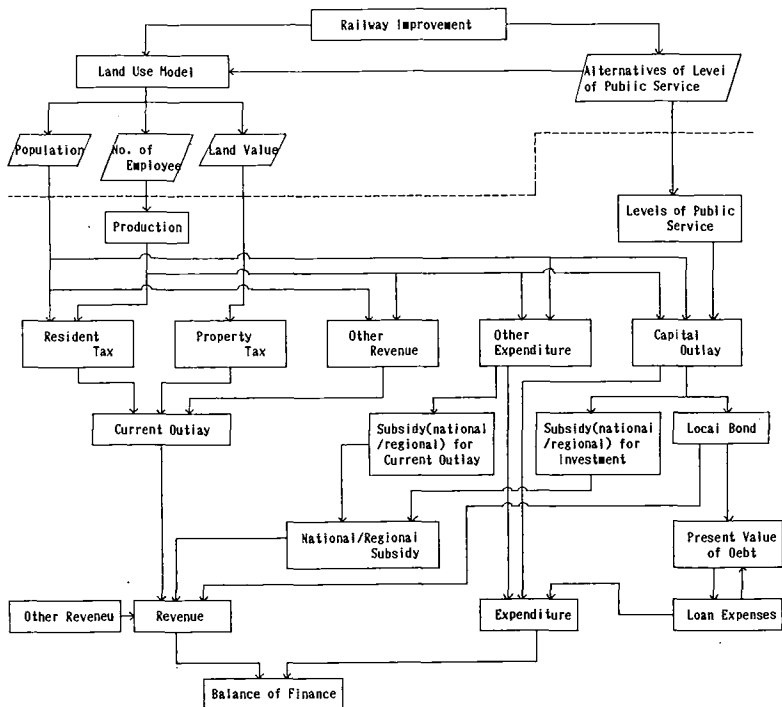 Railway Improvement
Land Use Model
Alternatives of Level
of Public Service
Population
No. of
Employee
Land Value
Production
Levels of Public
Service
Resident
Tax
Property
Tax
Other
Revenue
Other
Expenditure
Capital
Outlay
Current Outlay
Subsidy(national
/regional) for
Current Outlay
Subsidy(national
/regional) for
Investment
Local Bond
National/Regional
Subsidy
Present Value
of Debt
Other Reveneu
Revenue
Expenditure
Loan Expenses
Balance of Finance